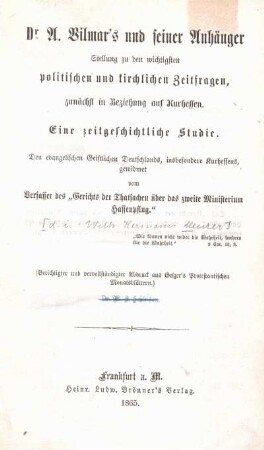 Dr. A. Vilmar's und seiner Anhänger
Stellung zu den wichtigsten
politischen und kirchlichen Zeitfragen,
zunächst in Beziehung auf Kurhessen.
Eine zeitgeschichtliche Studie.
Den evangelischen Geistlichen Deutschlands, insbesondere Kurhessens,
gewidmet
vom
Verfasser des „Gerichts der Thatsachen über das zweite Ministerium
Hassenpflug."
[d. i. Wilh. Hermann
„Wir können nichts wider die Wahrheit, sondern
für die Wahrheit."
2 Cor. 13, 8.
(Berichtigter und vervollständigter Abdruck aus Gelzer's Protestantischen
Monatsblättern.)
Frankfurt a. M.
Heinr. Ludw. Brönner's Verlag.
1865.